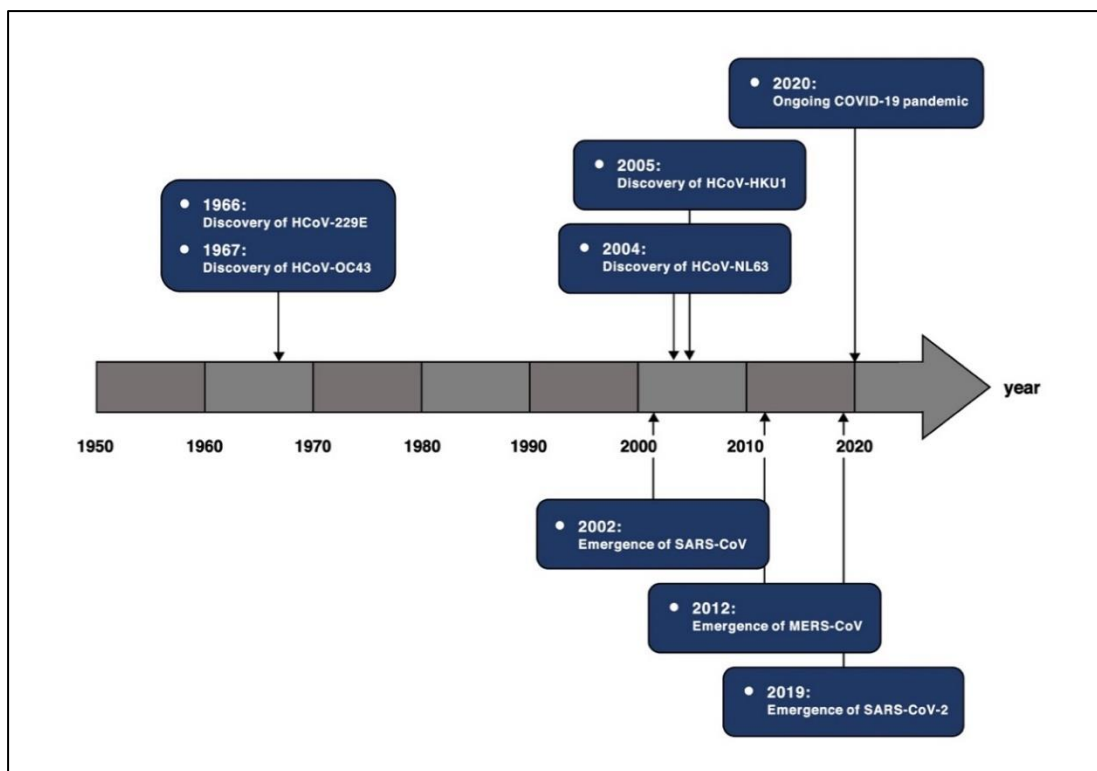 2020:
Ongoing COVID-19 pandemic
2005:
Discovery of HCoV-HKU1
1966:
Discovery of HCoV-229E
1967:
Discovery of HCoV-OC43
2004:
Discovery of HCoV-NL63
year
1950 1960 1970 1980 1990 2000 2010 2020
2002:
Emergence of SARS-CoV
2012:
Emergence of MERS-CoV
2019:
Emergence of SARS-CoV-2